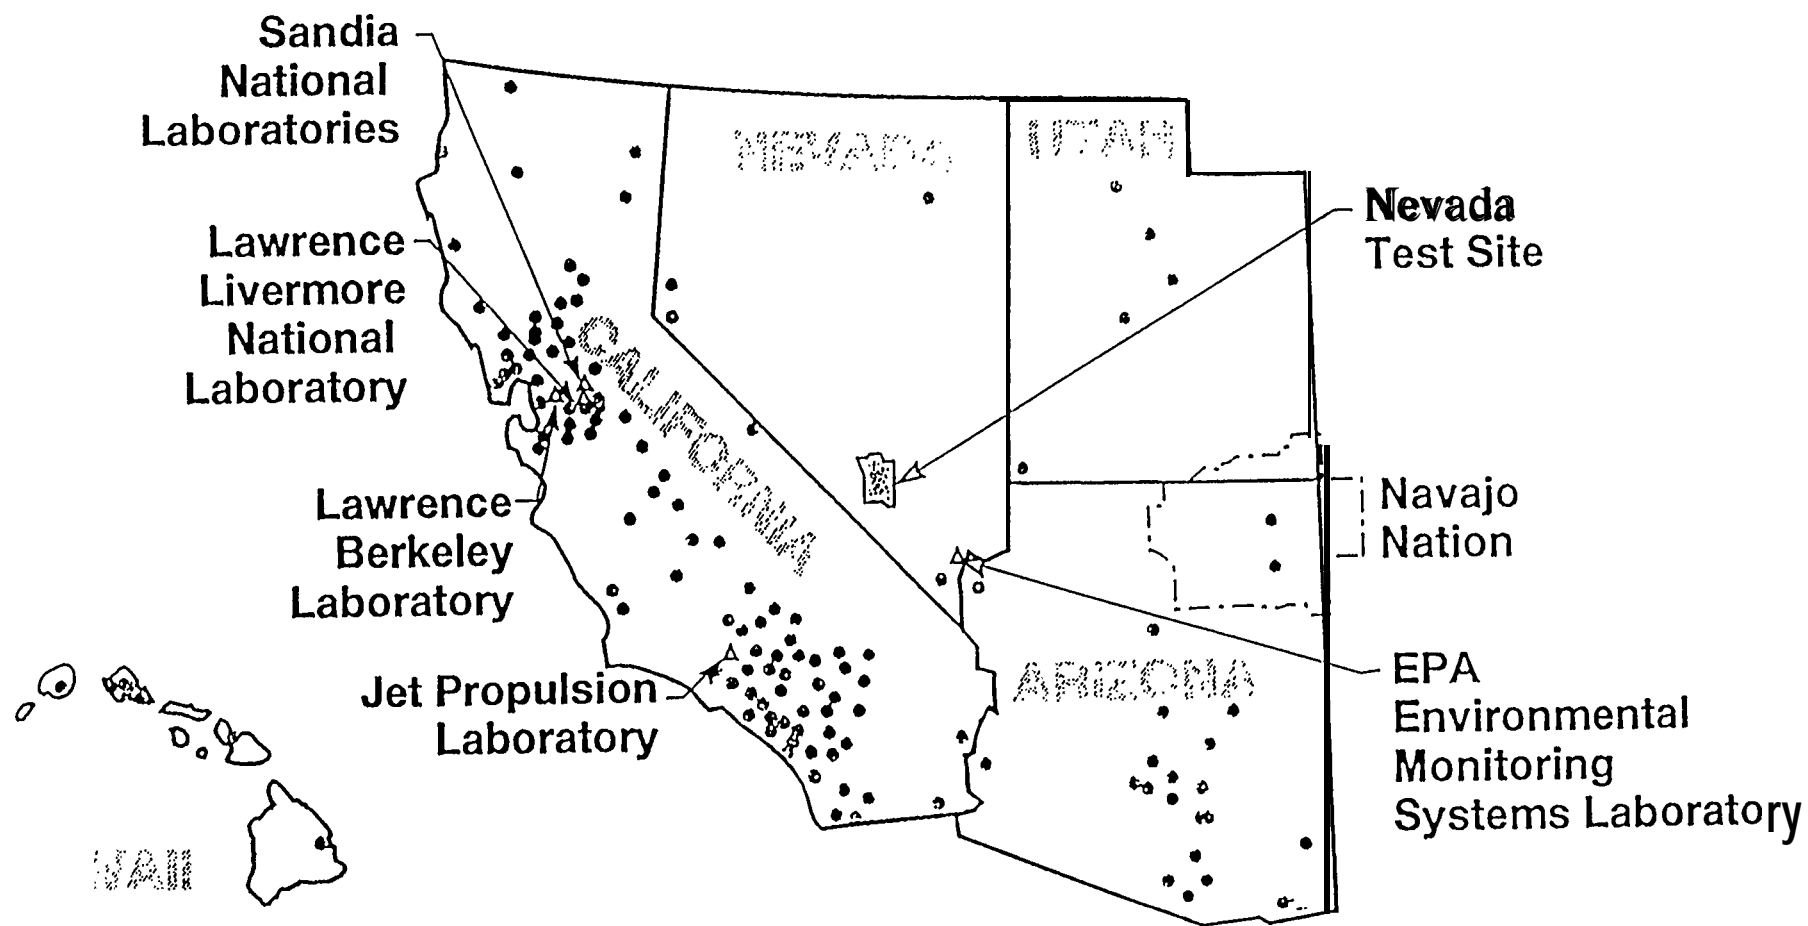 Sandia
National
Laboratories
NEVADA
UTAH
Nevada
Test Site
Lawrence
Livermore
National
Laboratory
CALIFORNIA
Lawrence
Berkeley
Laboratory
Navajo
Nation
Jet Propulsion
Laboratory
ARIZONA
EPA
Environmental
Monitoring
Systems Laboratory
WAII